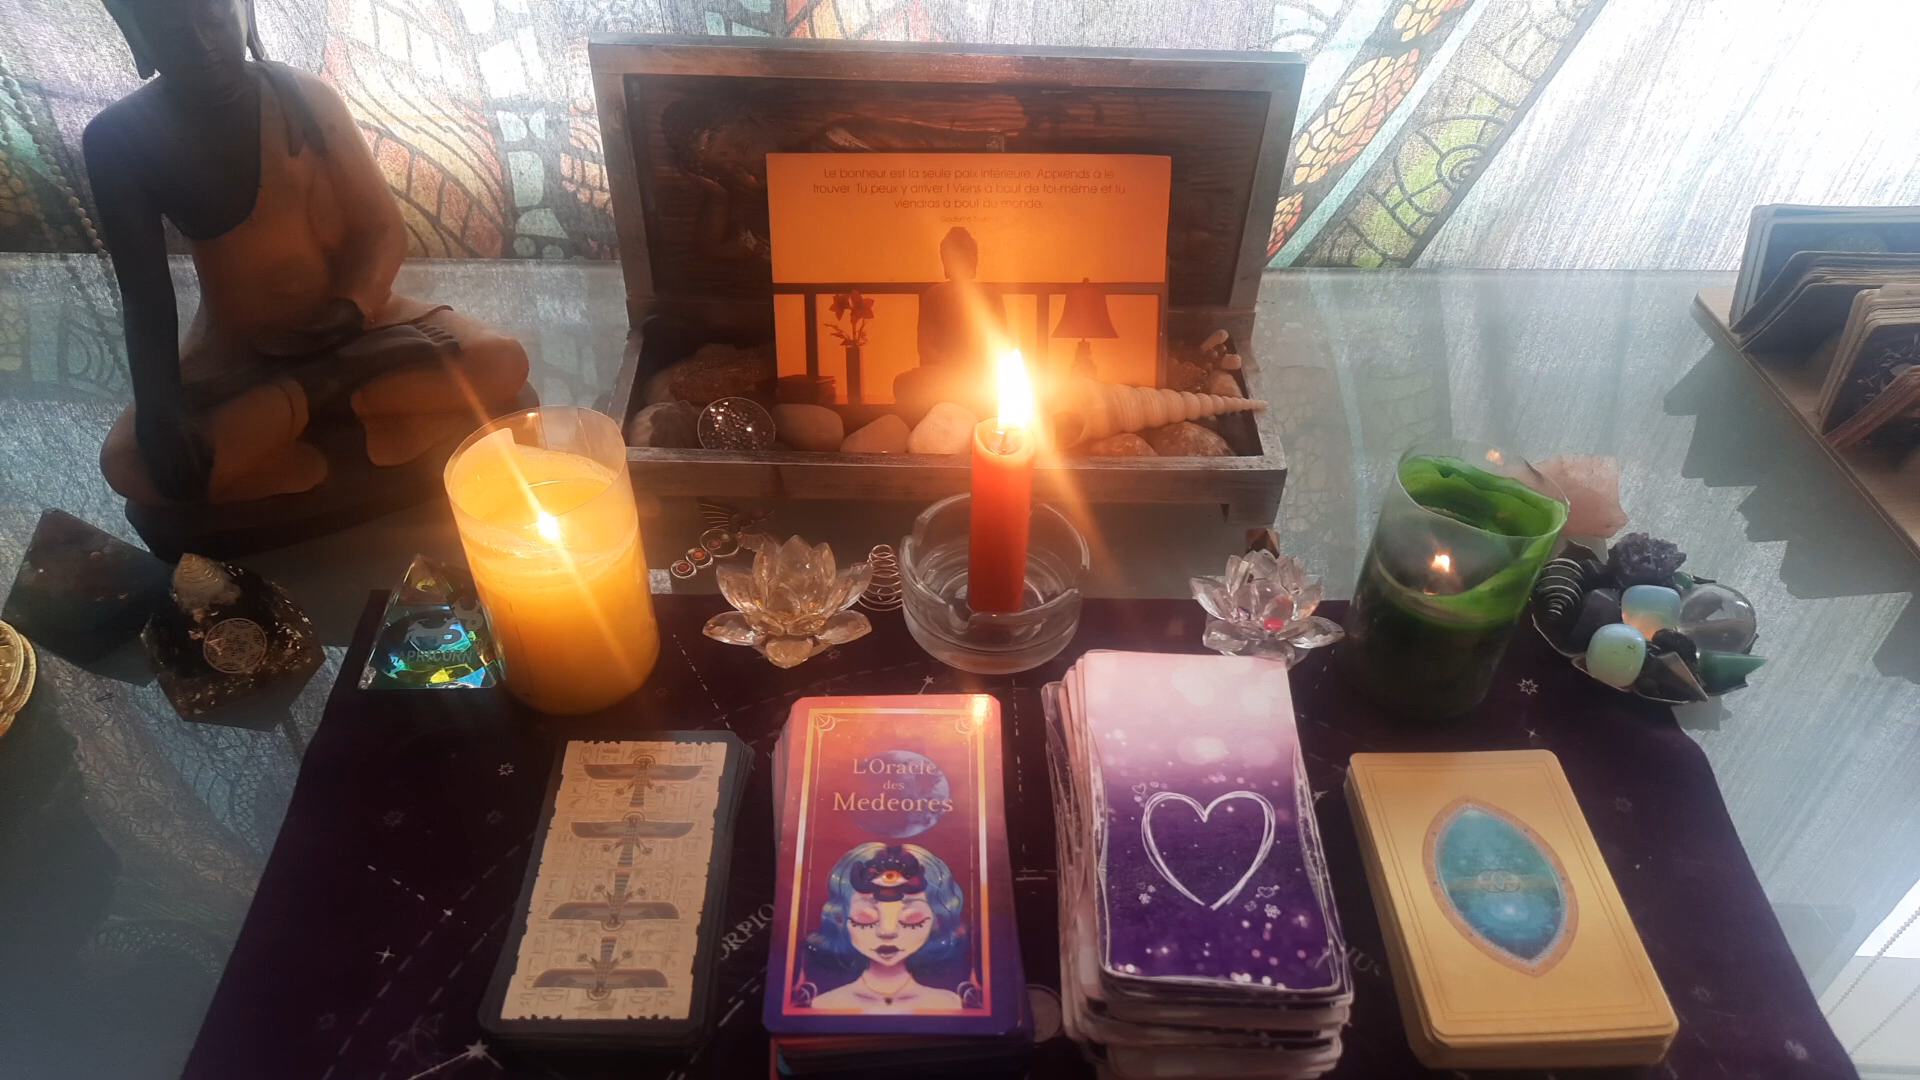 Le bonheur est la seule paix intérieure. Apprends à le
trouver. Tu peux y arriver ! Viens à bout de toi-même et tu
viendras à bout du monde.
CAPRICORN
L'Oracle
des
Medeores